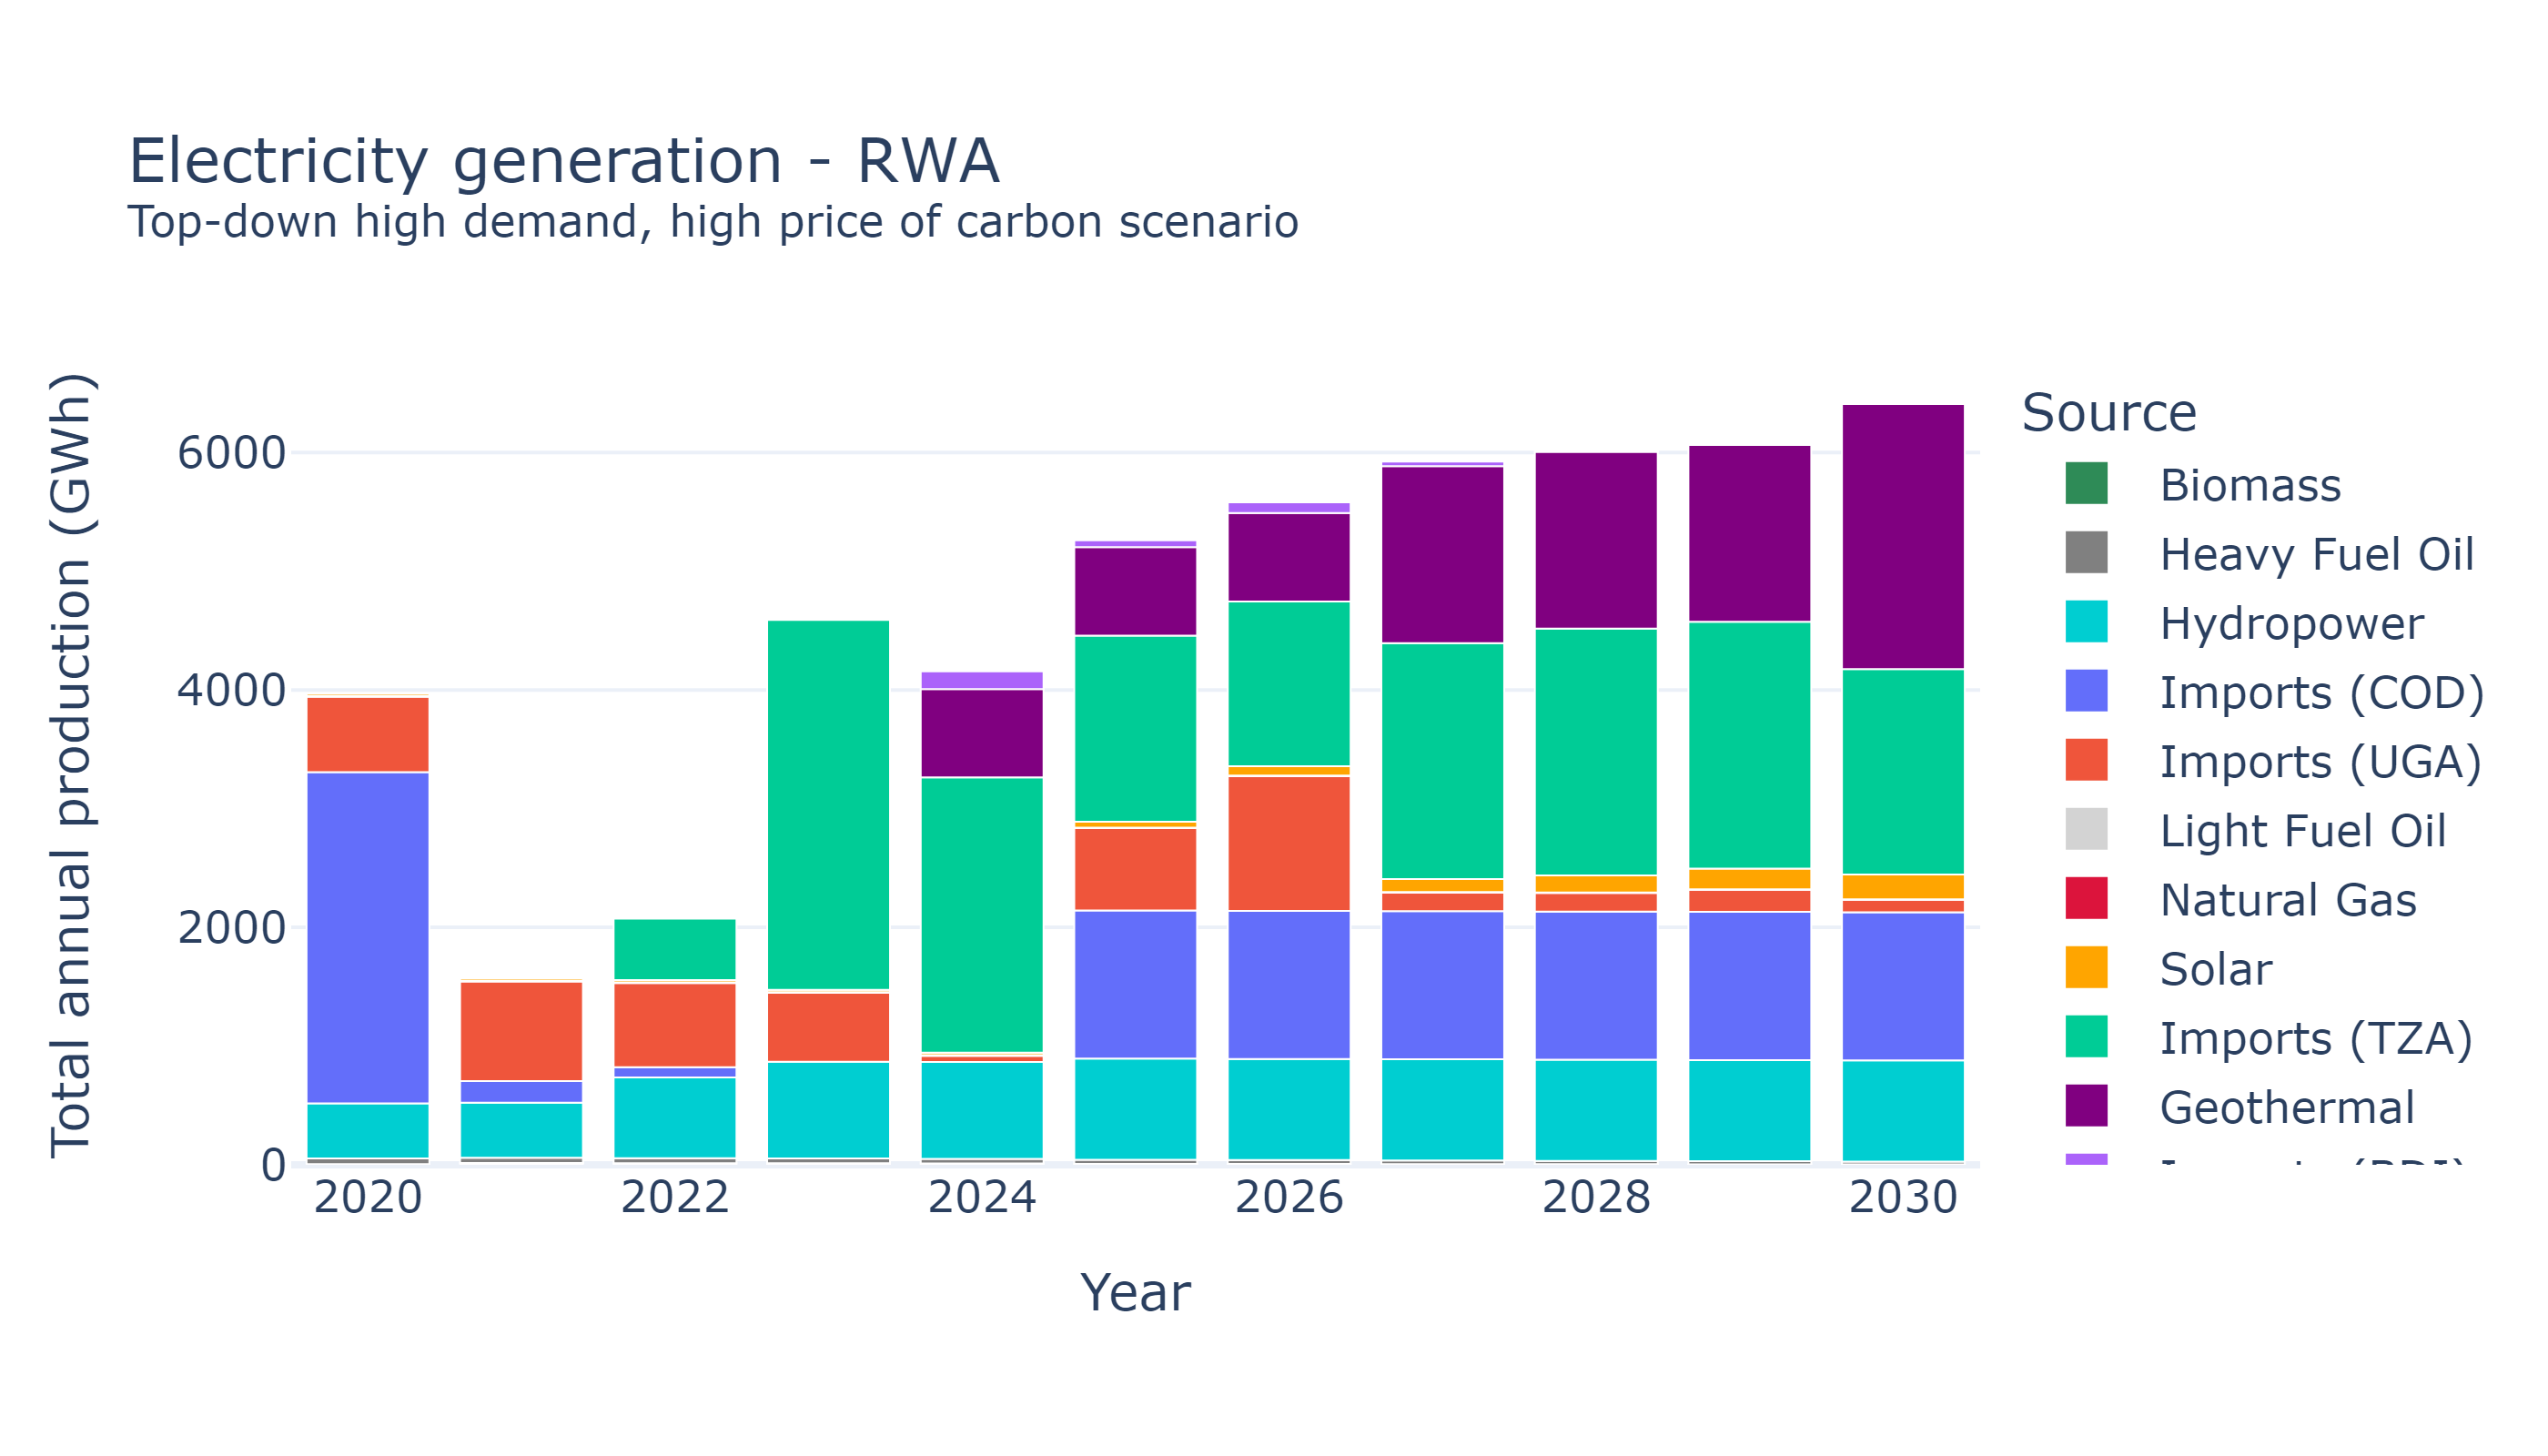 Electricity generation - RWA
Top-down high demand, high price of carbon scenario
Total annual production (GWh)
6000
4000
2000
0
2020
2022
2024
2026
2028
2030
Year
Source
Biomass
Heavy Fuel Oil
Hydropower
Imports (COD)
Imports (UGA)
Light Fuel Oil
Natural Gas
Solar
Imports (TZA)
Geothermal